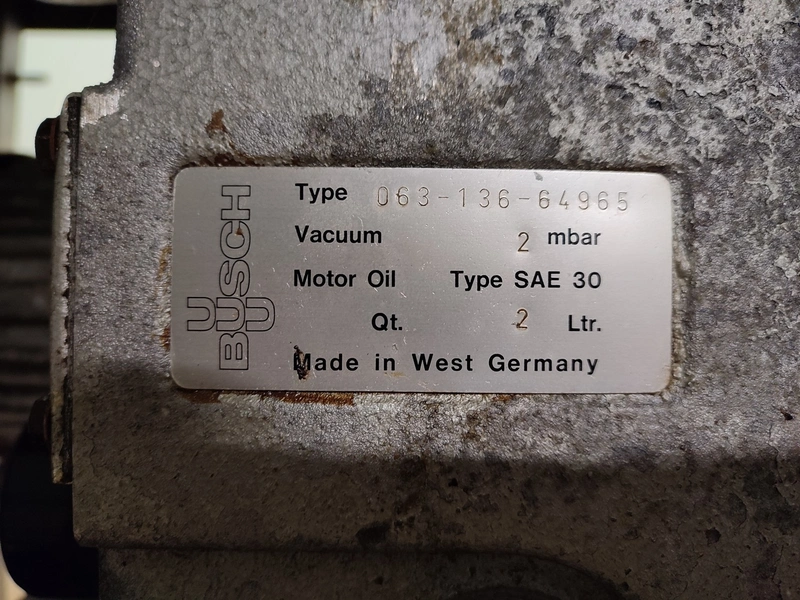 BUSCH
Type 063-136-64965
Vacuum 2 mbar
Motor Oil Type SAE 30
Qt. 2 Ltr.
Made in West Germany